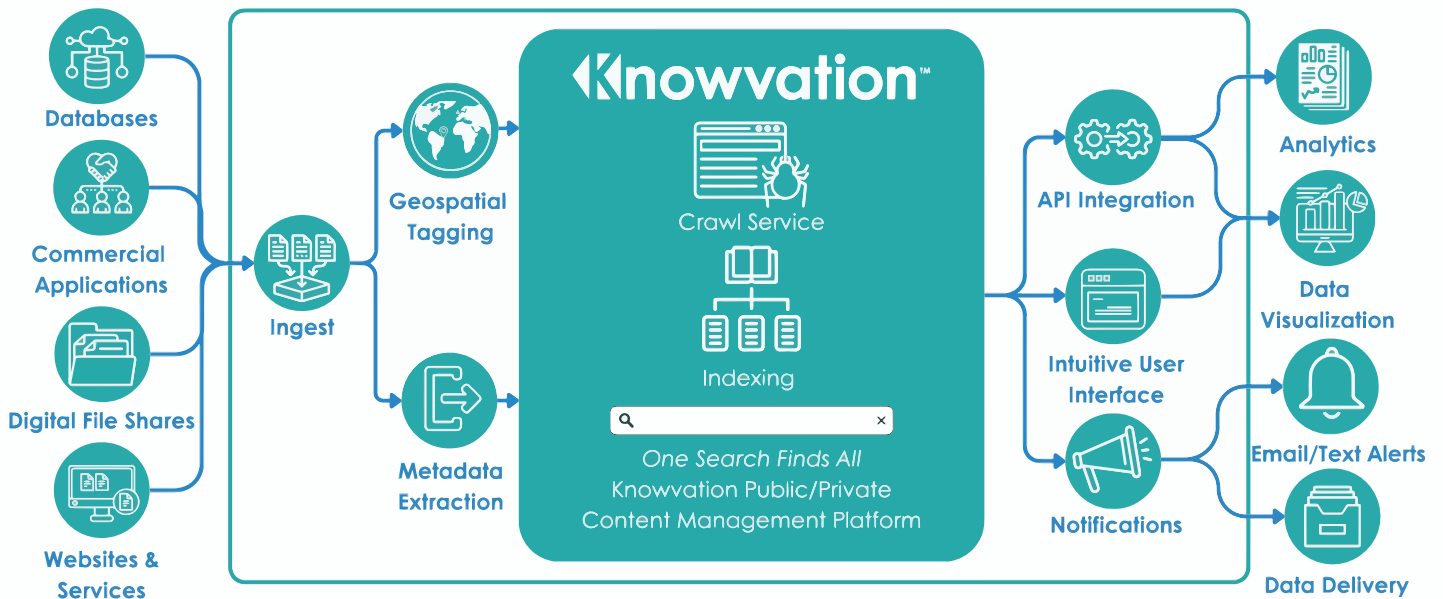 Databases
Commercial
Applications
Digital File Shares
Websites &
Services
Ingest
Geospatial
Tagging
Metadada
Extraction
Knowvation™
Crawl Service
Indexing
One Search Finds All
Knowvation Public/Private
Content Management Platform
API Integration
Intuitive User
Interface
Notifications
Analytics
Data
Visualization
Email/Text Alerts
Data Delivery